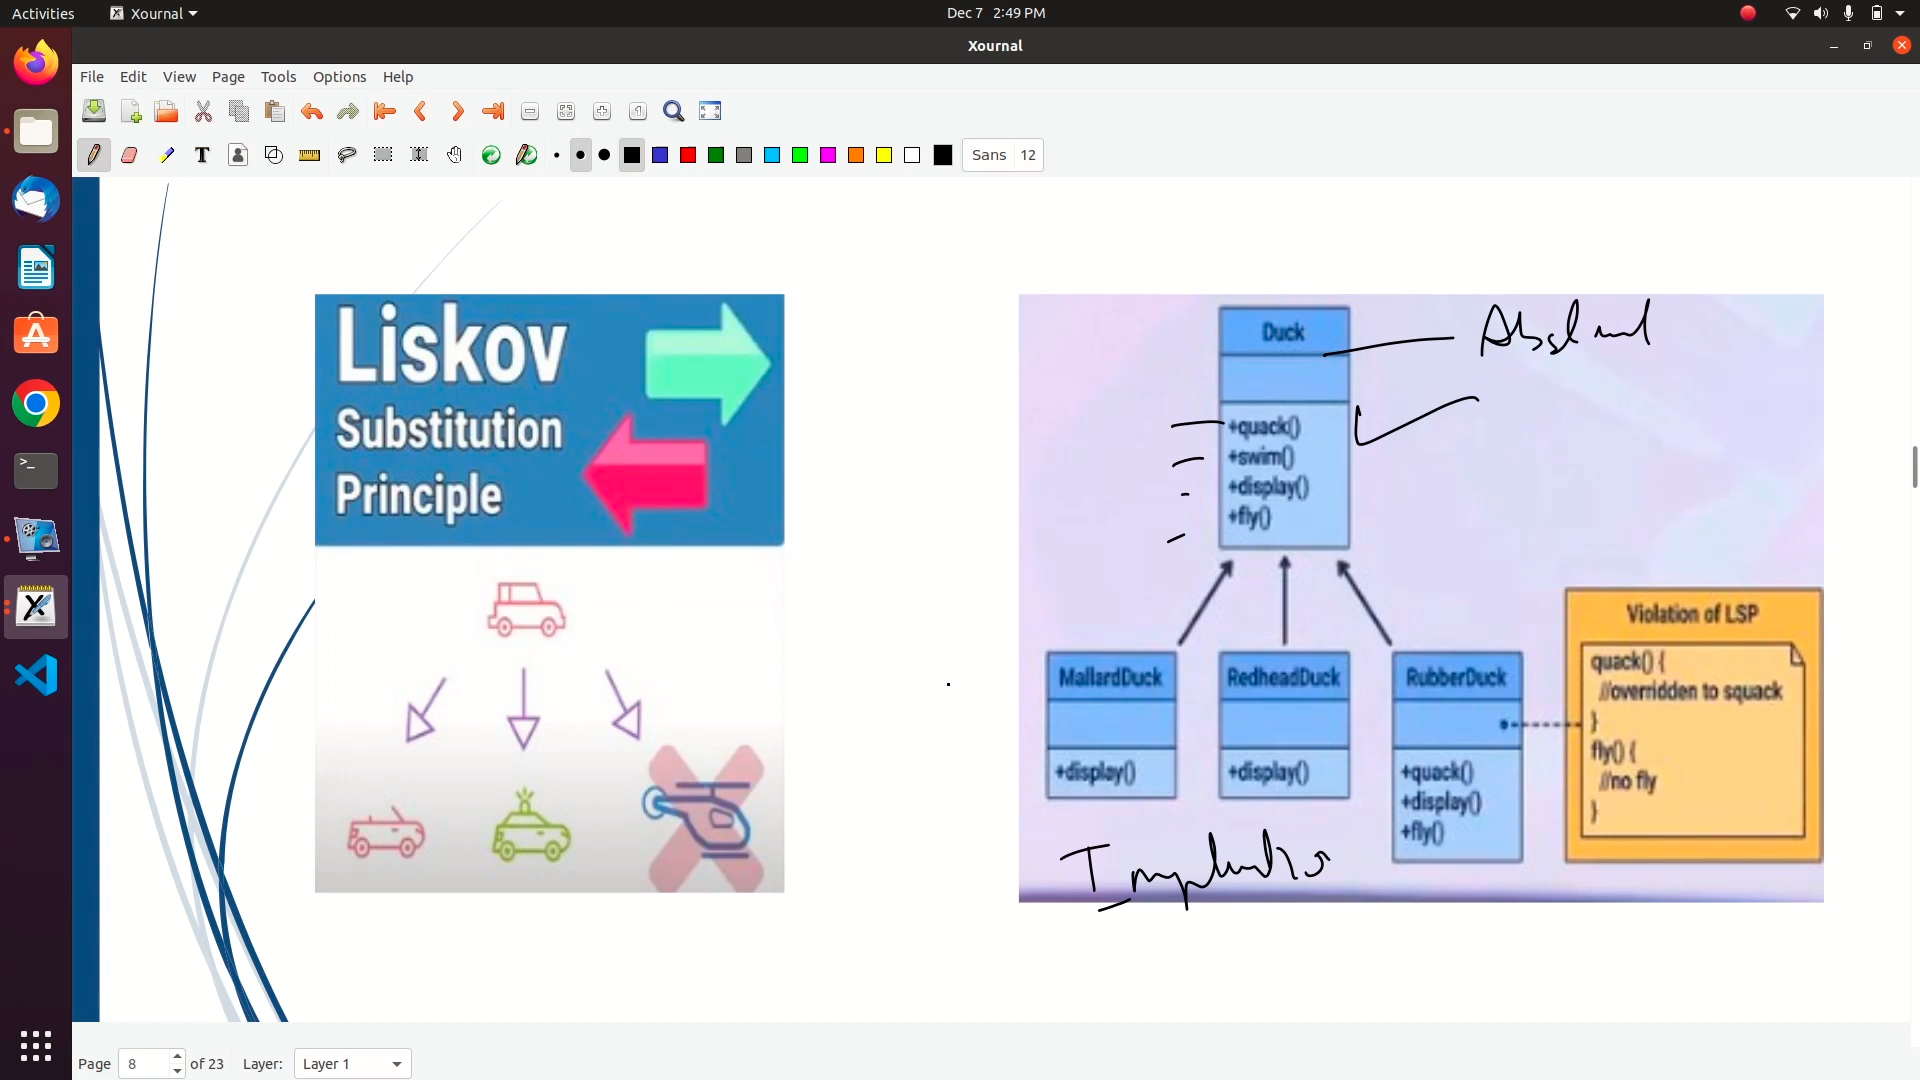 Activities
Xournal
Dec 7 2:49 PM
Xournal
File Edit View Page Tools Options Help
Sans 12
Liskov
Substitution
Principle
Duck
+quack()
+swim()
+display()
+fly()
MallardDuck
+display()
RedheadDuck
+display()
RubberDuck
+quack()
+display()
+fly()
Violation of LSP
quack() {
//overridden to squack
}
fly() {
//no fly
}
Page 8 of 23 Layer: Layer 1